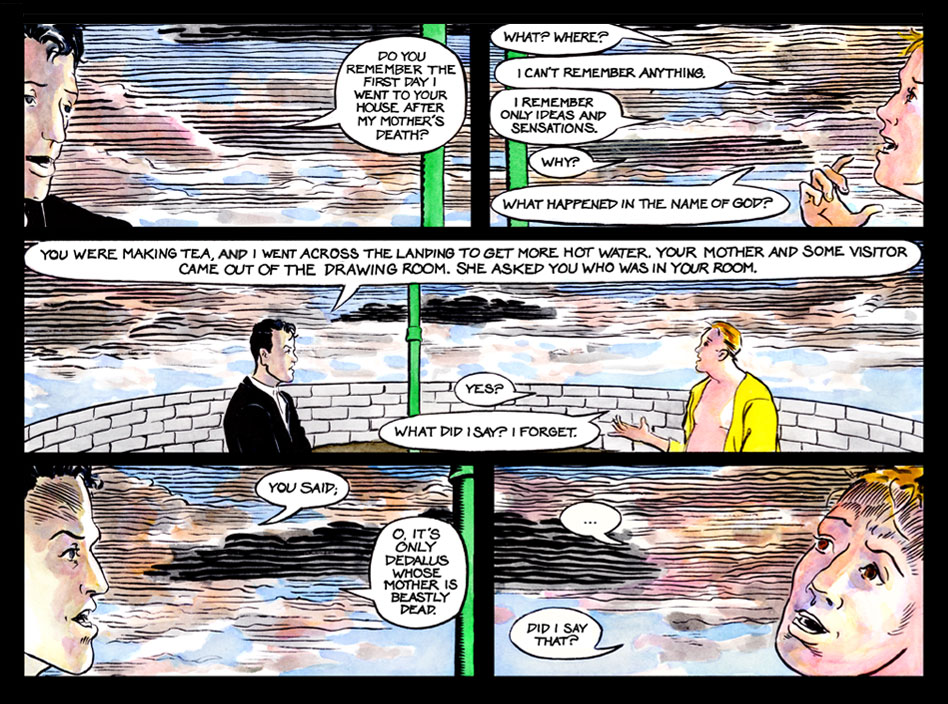 DO YOU
REMEMBER THE
FIRST DAY I
WENT TO YOUR
HOUSE AFTER
MY MOTHER'S
DEATH?
WHAT? WHERE?
I CAN'T REMEMBER ANYTHING.
I REMEMBER
ONLY IDEAS AND
SENSATIONS.
WHY?
WHAT HAPPENED IN THE NAME OF GOD?
YOU WERE MAKING TEA, AND I WENT ACROSS THE LANDING TO GET MORE HOT WATER. YOUR MOTHER AND SOME VISITOR
CAME OUT OF THE DRAWING ROOM. SHE ASKED YOU WHO WAS IN YOUR ROOM.
YES?
WHAT DID I SAY? I FORGET.
YOU SAID;
O, IT'S
ONLY
DEDALUS
WHOSE
MOTHER IS
BEASTLY
DEAD.
...
DID I SAY
THAT?